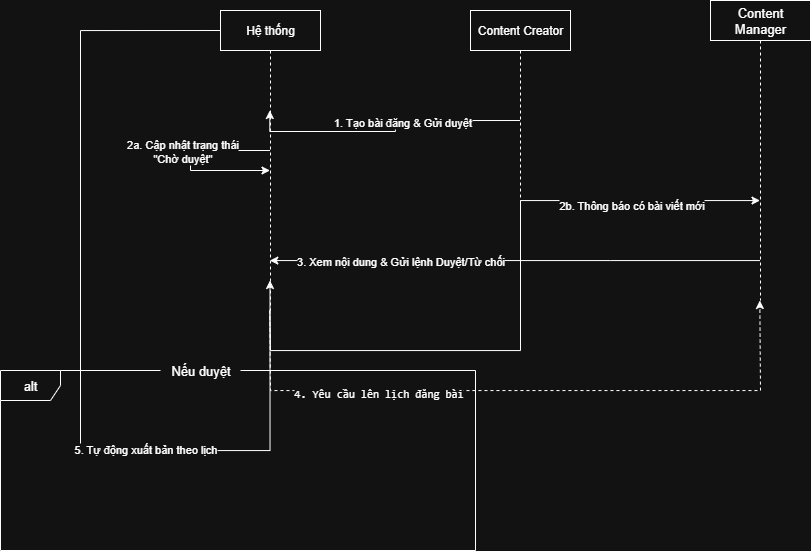 Hệ thống
Content Creator
Content
Manager
1. Tạo bài đăng & Gửi duyệt
2a. Cập nhật trạng thái
"Chờ duyệt"
2b. Thông báo có bài viết mới
3. Xem nội dung & Gửi lệnh Duyệt/Từ chối
Nếu duyệt
alt
4. Yêu cầu lên lịch đăng bài
5. Tự động xuất bản theo lịch